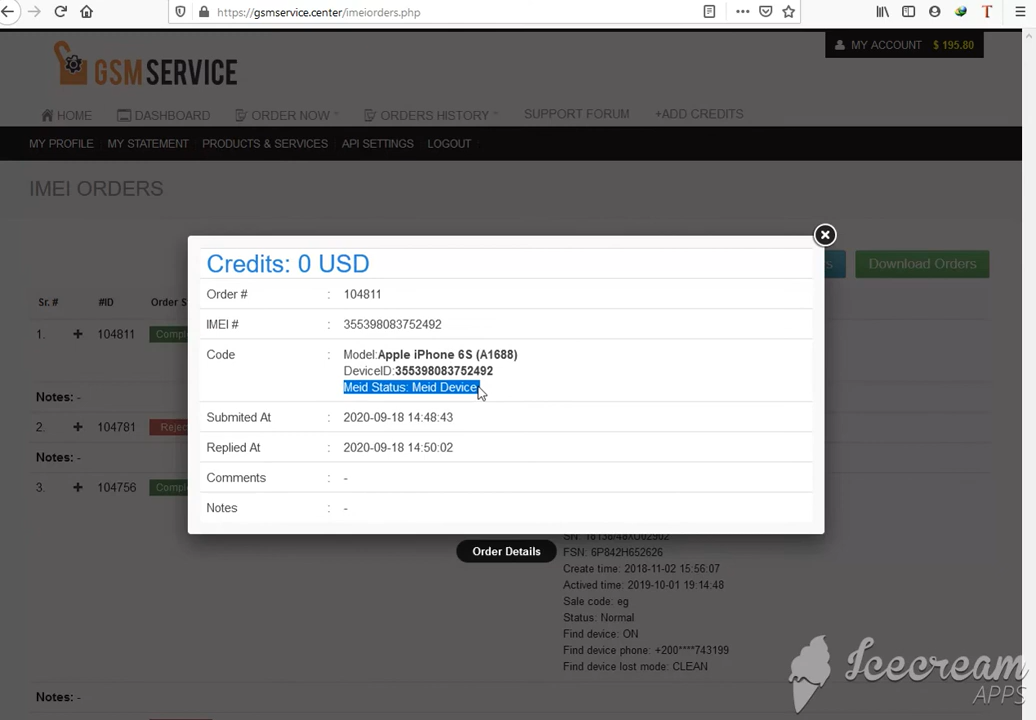 https://gsmservice.center/imeiorders.php
GSMSERVICE
MY ACCOUNT $ 195.80
HOME DASHBOARD ORDER NOW ORDERS HISTORY SUPPORT FORUM +ADD CREDITS
MY PROFILE MY STATEMENT PRODUCTS & SERVICES API SETTINGS LOGOUT
IMEI ORDERS
Download Orders
Credits: 0 USD
Order # : 104811
IMEI # : 355398083752492
Code : Model:Apple iPhone 6S (A1688)
DeviceID:355398083752492
Meid Status: Meid Device
Submited At : 2020-09-18 14:48:43
Replied At : 2020-09-18 14:50:02
Comments : -
Notes : -
Sr. # #ID Order S
1. + 104811 Compl
Notes: -
2. + 104781 Rejec
Notes: -
3. + 104756 Compl
Order Details
FSN: 6P842H652626
Create time: 2018-11-02 15:56:07
Actived time: 2019-10-01 19:14:48
Sale code: eg
Status: Normal
Find device: ON
Find device phone: +200****743199
Find device lost mode: CLEAN
Notes: -
Icecream
APPS